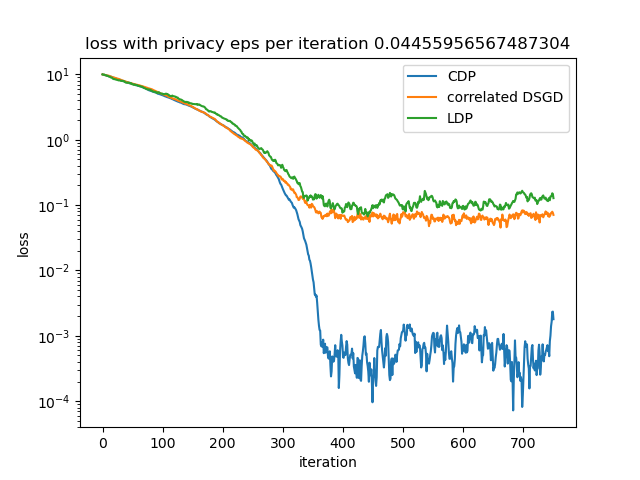 loss with privacy eps per iteration 0.04455956567487304
CDP
correlated DSGD
LDP
10^1
10^0
10^-1
10^-2
10^-3
10^-4
loss
0 100 200 300 400 500 600 700
iteration